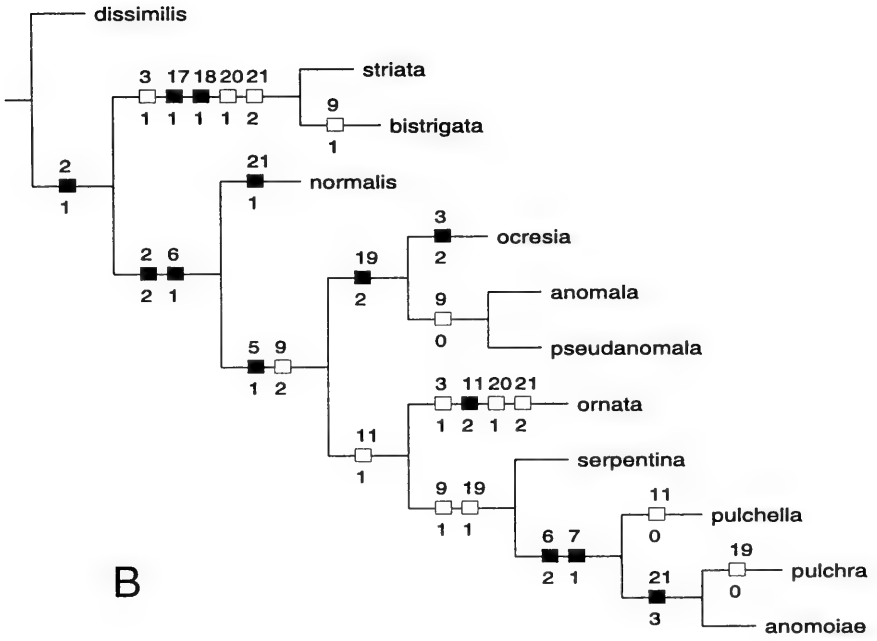 dissimilis
3 17 18 20 21
striata
1 1 1 1 2
9
bistrigata
1
2
1
21
normalis
1
3
ocresia
2
2 6
2 1
19
2
anomala
9
0
pseudanomala
5 9
1 2
3 11 20 21
ornata
1 2 1 2
11
1
serpentina
9 19
1 1
11
pulchella
0
6 7
2 1
19
pulchra
0
21
3
anomoiae
B